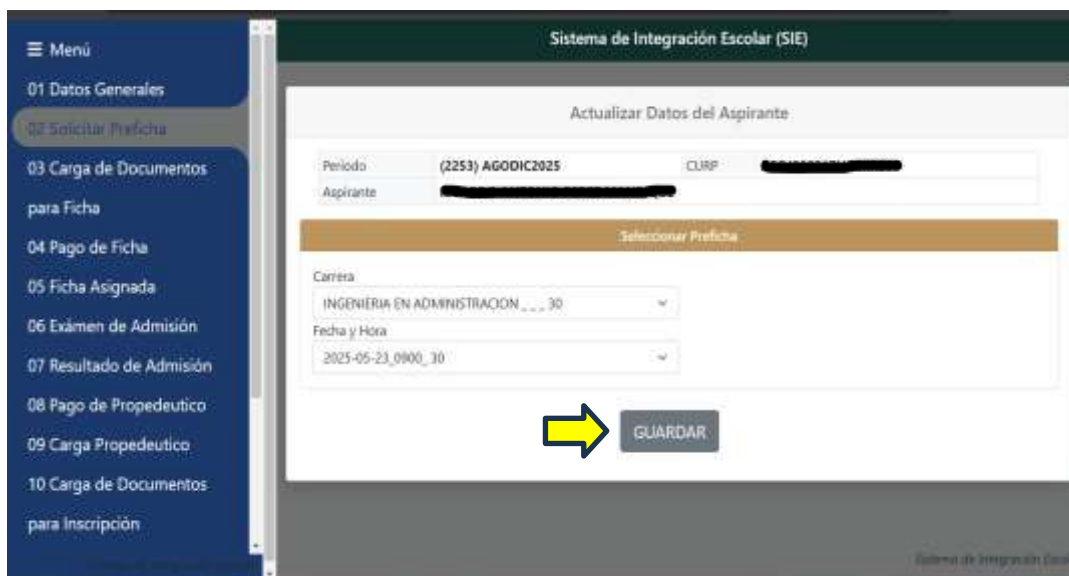 Sistema de Integración Escolar (SIE)
☰ Menú
01 Datos Generales
02 Solicitar Preficha
03 Carga de Documentos
para Ficha
04 Pago de Ficha
05 Ficha Asignada
06 Exámen de Admisión
07 Resultado de Admisión
08 Pago de Propedeutico
09 Carga Propedeutico
10 Carga de Documentos
para Inscripción
Actualizar Datos del Aspirante
Periodo (2253) AGODIC2025 CURP
Aspirante
Seleccionar Preficha
Carrera
INGENIERIA EN ADMINISTRACION _ _ _ 30
Fecha y Hora
2025-05-23_0900_ 30
GUARDAR
Sistema de Integración